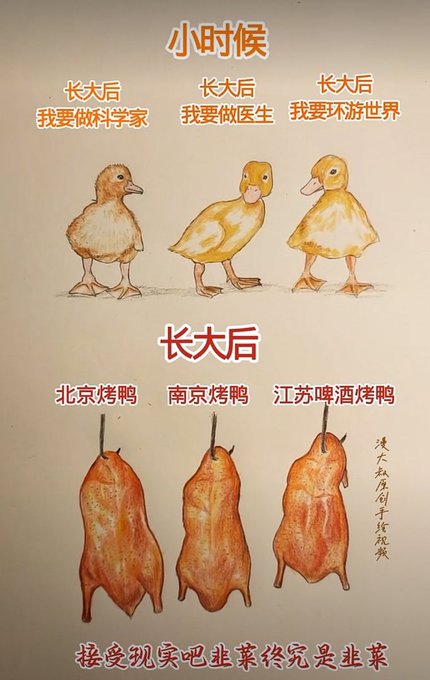 小时候
长大后
我要做科学家
长大后
我要做医生
长大后
我要环游世界
长大后
北京烤鸭
南京烤鸭
江苏啤酒烤鸭
漫大叔原创手绘视频
接受现实吧韭菜终究是韭菜